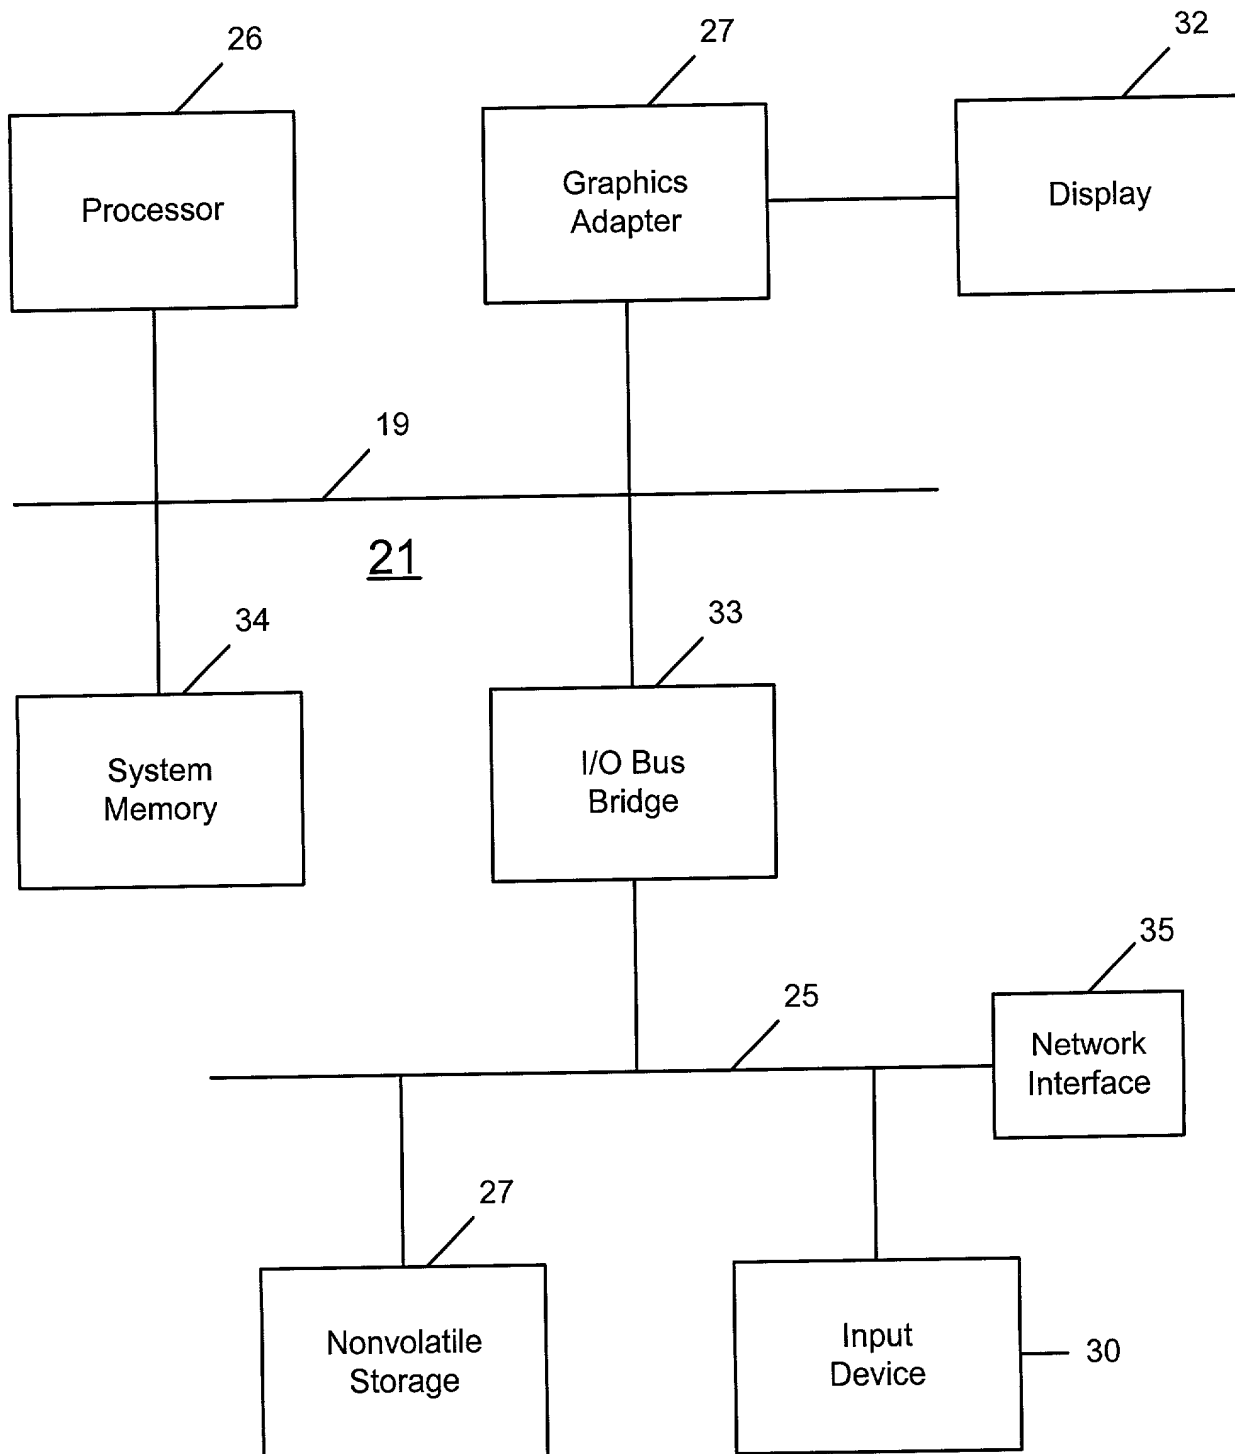 26
27
32
Processor
Graphics
Adapter
Display
19
21
34
33
System
Memory
I/O Bus
Bridge
35
25
Network
Interface
27
Nonvolatile
Storage
Input
Device
30